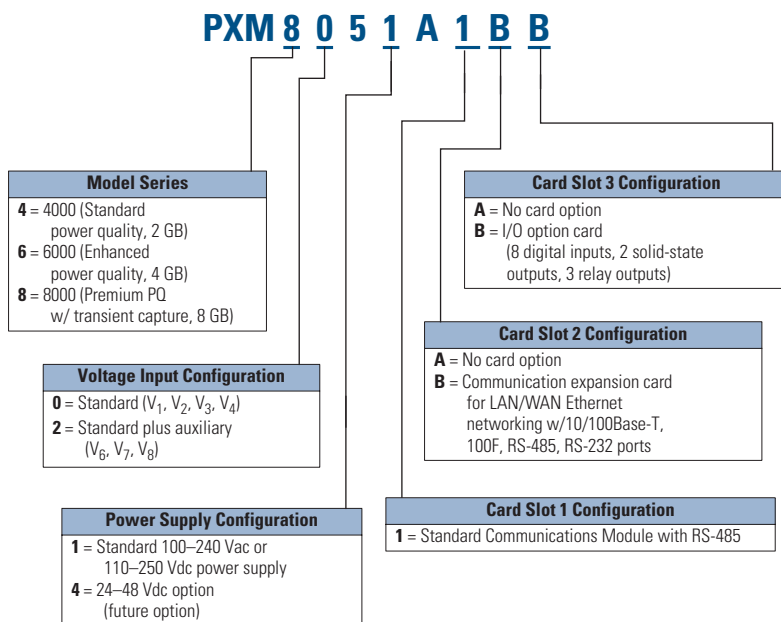 PXM 8 0 5 1 A 1 B B
Model Series
4 = 4000 (Standard
power quality, 2 GB)
6 = 6000 (Enhanced
power quality, 4 GB)
8 = 8000 (Premium PQ
w/ transient capture, 8 GB)
Voltage Input Configuration
0 = Standard (V1, V2, V3, V4)
2 = Standard plus auxiliary
(V6, V7, V8)
Power Supply Configuration
1 = Standard 100–240 Vac or
110–250 Vdc power supply
4 = 24–48 Vdc option
(future option)
Card Slot 3 Configuration
A = No card option
B = I/O option card
(8 digital inputs, 2 solid-state
outputs, 3 relay outputs)
Card Slot 2 Configuration
A = No card option
B = Communication expansion card
for LAN/WAN Ethernet
networking w/10/100Base-T,
100F, RS-485, RS-232 ports
Card Slot 1 Configuration
1 = Standard Communications Module with RS-485